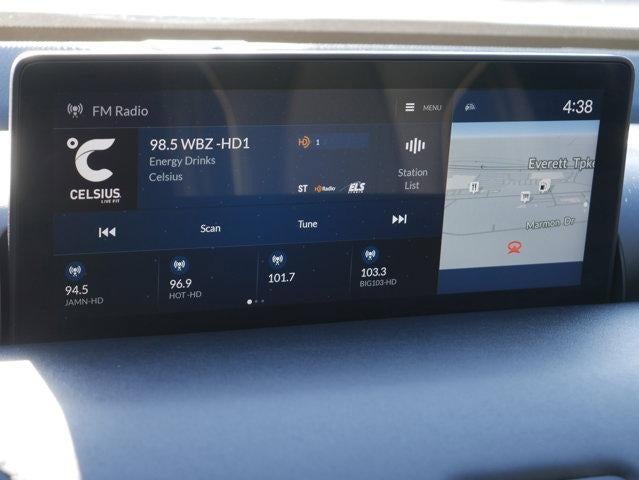 FM Radio
MENU
4:38
CELSIUS
LIVE FIT
98.5 WBZ -HD1
Energy Drinks
Celsius
HD 1
ST HD Radio ELS
Station
List
Everett Tpke
Marmon Dr
Scan
Tune
94.5
JAMN-HD
96.9
HOT-HD
101.7
103.3
BIG103-HD